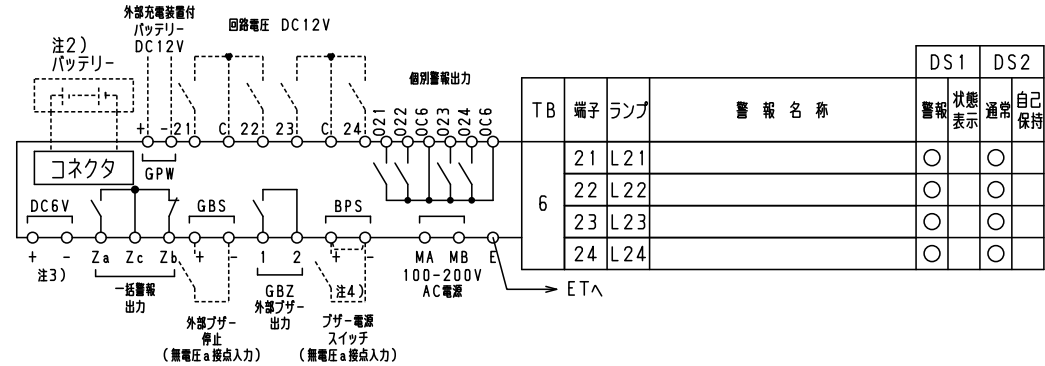 外部充電装置付
バッテリー
DC12V
回路電圧 DC12V
注2)
バッテリー
個別警報出力
+ -21 C 22 23 C 24 O21 O22 OC6 O23 O24 OC6
GPW
コネクタ
DC6V GBS BPS
+ - Za Zc Zb + - 1 2 + - MA MB E
注3)
一括警報
出力
外部ブザー
停止
(無電圧a接点入力)
GBZ
外部ブザー
出力
注4)
ブザー電源
スイッチ
(無電圧a接点入力)
100-200V
AC電源
ETへ
DS1 DS2
TB 端子 ランプ 警報名称 警報 状態表示 通常 自己保持
6
21 L21 ○ ○
22 L22 ○ ○
23 L23 ○ ○
24 L24 ○ ○